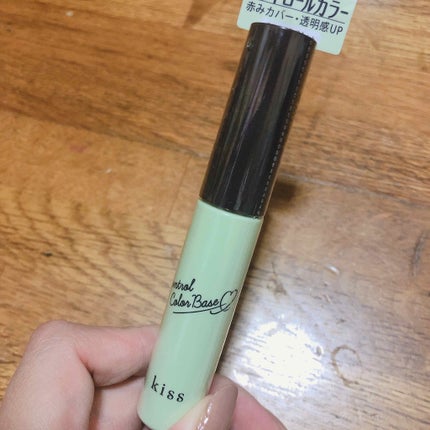 ロールカラー
赤みカバー・透明感UP
ontrol
Color Base
kiss